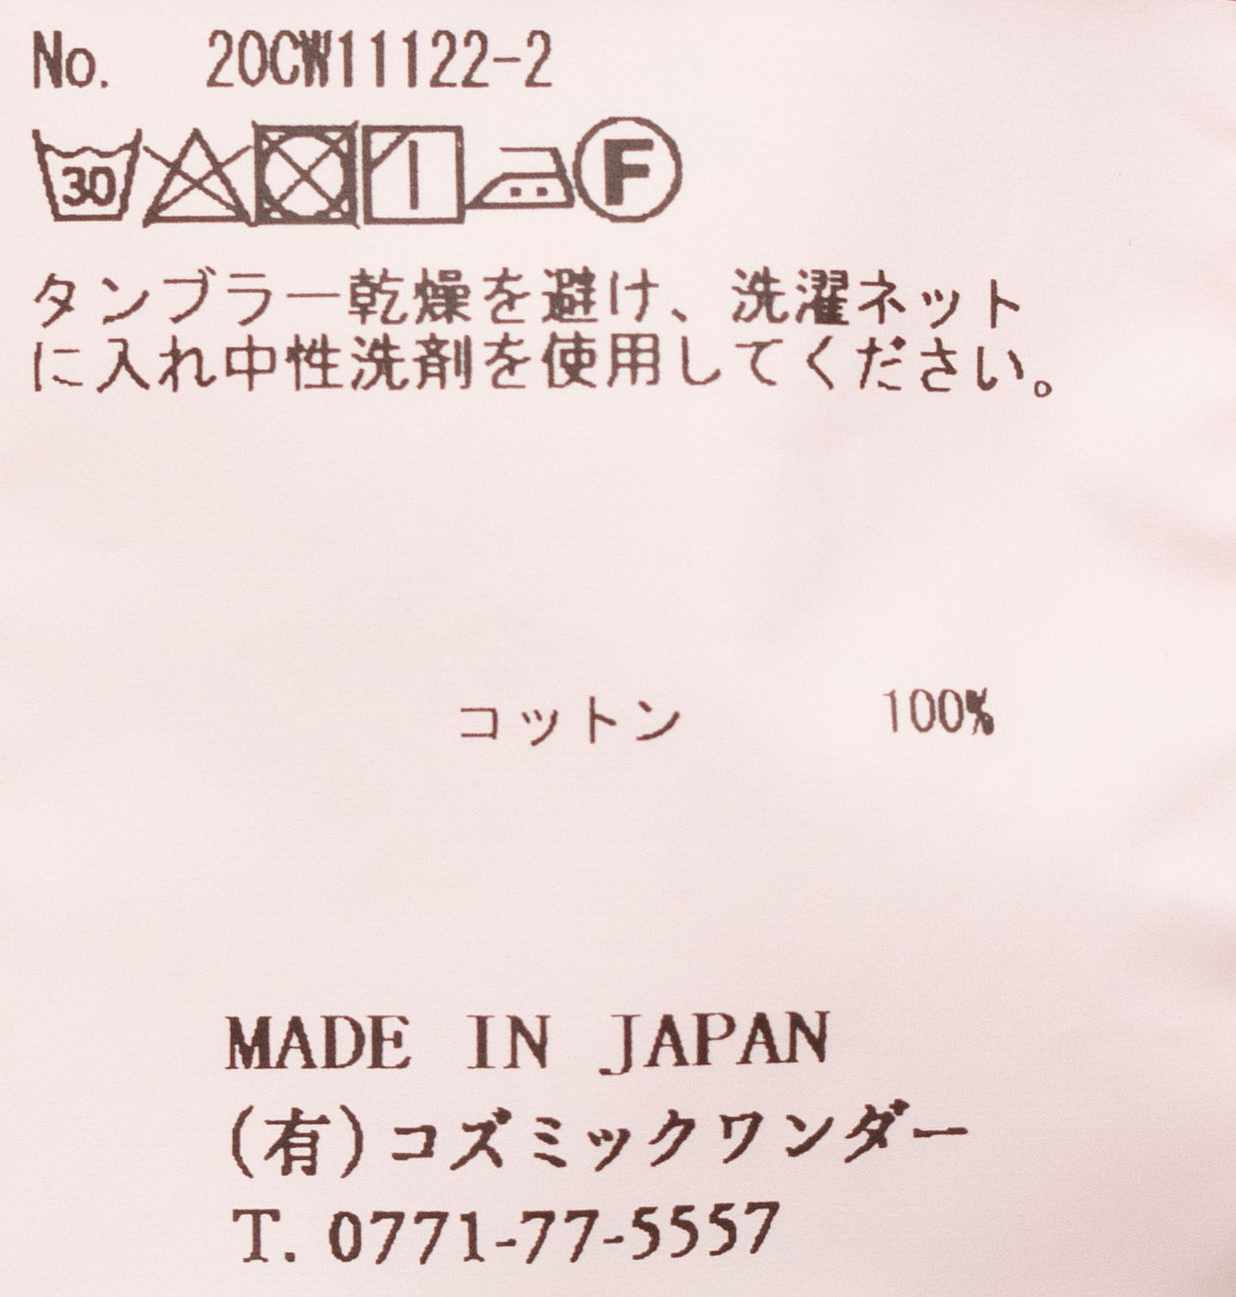 No. 20CW11122-2
30 F
タンブラー乾燥を避け、洗濯ネット
に入れ中性洗剤を使用してください。
コットン 100%
MADE IN JAPAN
(有)コズミックワンダー
T. 0771-77-5557